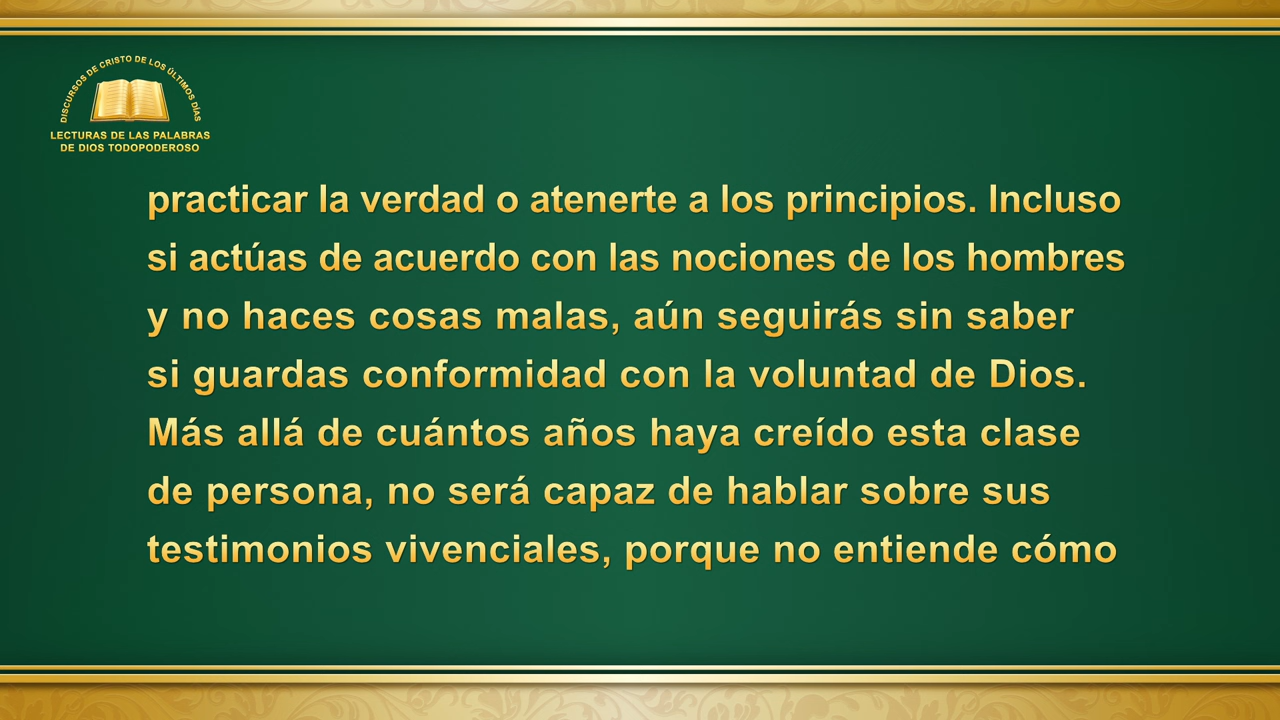 DISCURSOS DE CRISTO DE LOS ÚLTIMOS DÍAS
LECTURAS DE LAS PALABRAS
DE DIOS TODOPODEROSO
practicar la verdad o atenerte a los principios. Incluso
si actúas de acuerdo con las nociones de los hombres
y no haces cosas malas, aún seguirás sin saber
si guardas conformidad con la voluntad de Dios.
Más allá de cuántos años haya creído esta clase
de persona, no será capaz de hablar sobre sus
testimonios vivenciales, porque no entiende cómo